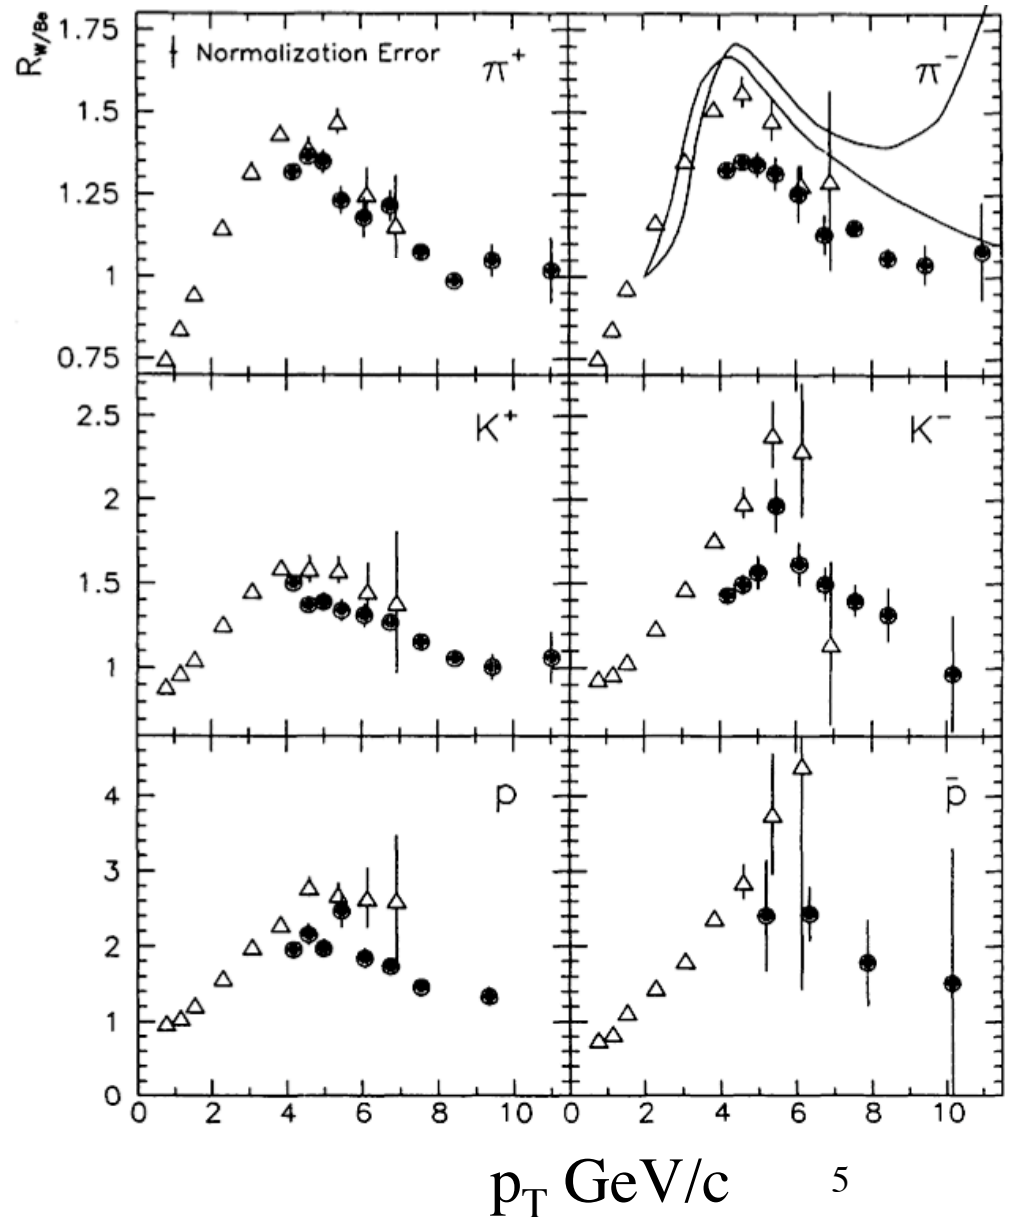 R_W/Be
1.75
1.5
1.25
1
0.75
Normalization Error
π⁺
π⁻
2.5
2
1.5
1
K⁺
K⁻
4
3
2
1
0
p
p̄
0 2 4 6 8 10 0 2 4 6 8 10
p_T GeV/c
5